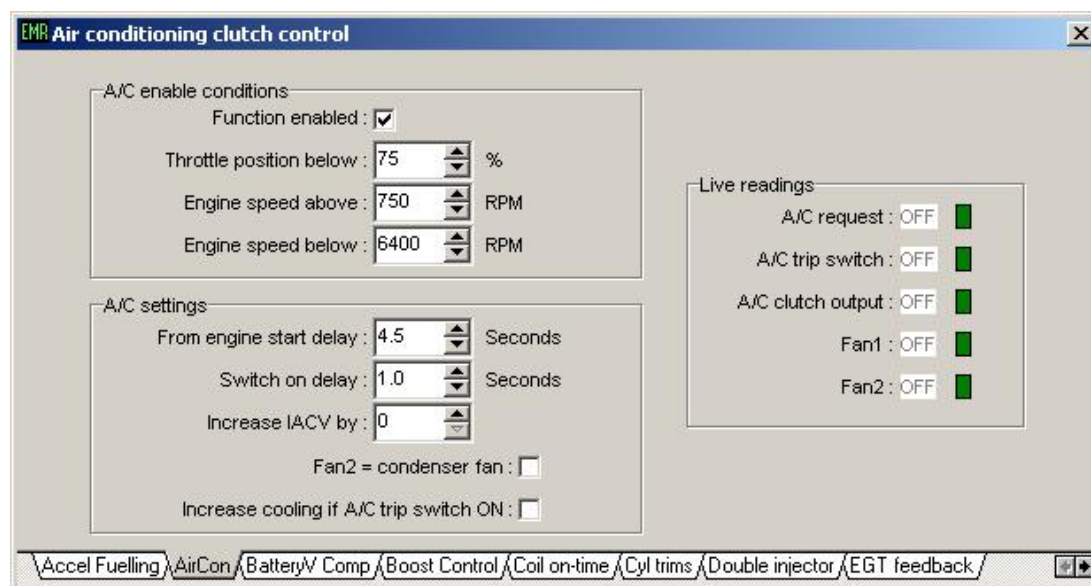 EMR Air conditioning clutch control
A/C enable conditions
Function enabled :
Throttle position below : 75 %
Engine speed above : 750 RPM
Engine speed below : 6400 RPM
A/C settings
From engine start delay : 4.5 Seconds
Switch on delay : 1.0 Seconds
Increase IACV by : 0
Fan2 = condenser fan :
Increase cooling if A/C trip switch ON :
Live readings
A/C request : OFF
A/C trip switch : OFF
A/C clutch output : OFF
Fan1 : OFF
Fan2 : OFF
Accel Fuelling AirCon BatteryV Comp Boost Control Coil on-time Cyl trims Double injector EGT feedback